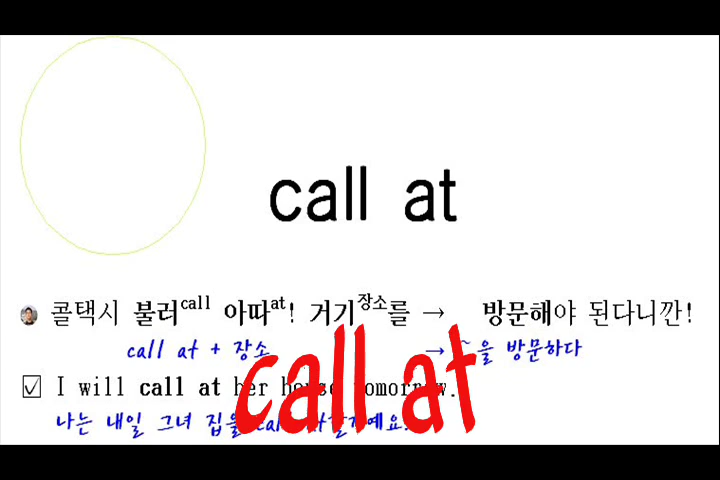 call at
콜택시 불러call 아따at! 거기장소를 → 방문해야 된다니깐!
call at + 장소 → ~을 방문하다
☑ I will call at her house tomorrow.
나는 내일 그녀 집을
call at